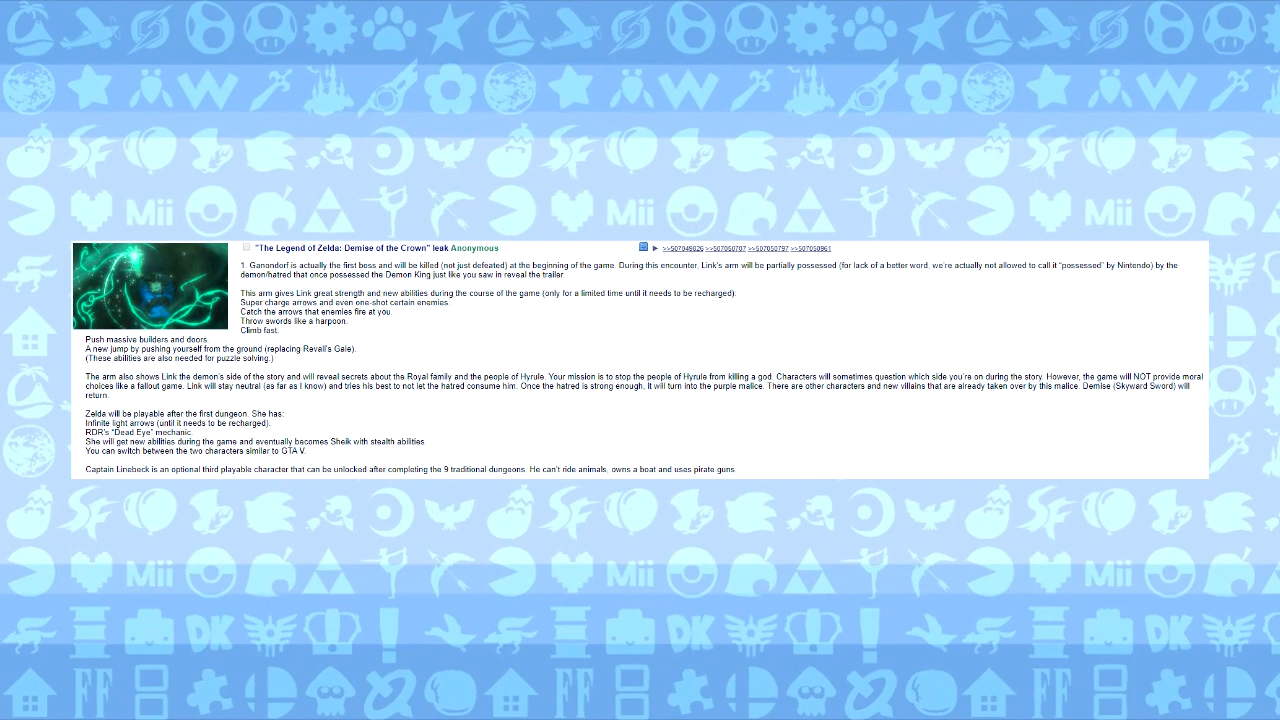 "The Legend of Zelda: Demise of the Crown" leak Anonymous >>507049826 >>507050707 >>507050797 >>507050961
1. Ganondorf is actually the first boss and will be killed (not just defeated) at the beginning of the game. During this encounter, Link's arm will be partially possessed (for lack of a better word, we're actually not allowed to call it "possessed" by Nintendo) by the
demon/hatred that once possessed the Demon King just like you saw in reveal the trailer.
This arm gives Link great strength and new abilities during the course of the game (only for a limited time until it needs to be recharged):
Super charge arrows and even one-shot certain enemies.
Catch the arrows that enemies fire at you.
Throw swords like a harpoon.
Climb fast.
Push massive builders and doors
A new jump by pushing yourself from the ground (replacing Revali's Gale).
(These abilities are also needed for puzzle solving.)
The arm also shows Link the demon's side of the story and will reveal secrets about the Royal family and the people of Hyrule. Your mission is to stop the people of Hyrule from killing a god. Characters will sometimes question which side you're on during the story. However, the game will NOT provide moral
choices like a fallout game. Link will stay neutral (as far as I know) and tries his best to not let the hatred consume him. Once the hatred is strong enough, it will turn into the purple malice. There are other characters and new villains that are already taken over by this malice. Demise (Skyward Sword) will
return.
Zelda will be playable after the first dungeon. She has:
Infinite light arrows (until it needs to be recharged).
RDR's "Dead Eye" mechanic.
She will get new abilities during the game and eventually becomes Sheik with stealth abilities.
You can switch between the two characters similar to GTA V.
Captain Linebeck is an optional third playable character that can be unlocked after completing the 9 traditional dungeons. He can't ride animals, owns a boat and uses pirate guns.
W W W
Mii Mii Mii
Mii Mii Mii
DK DK DK
FF FF FF